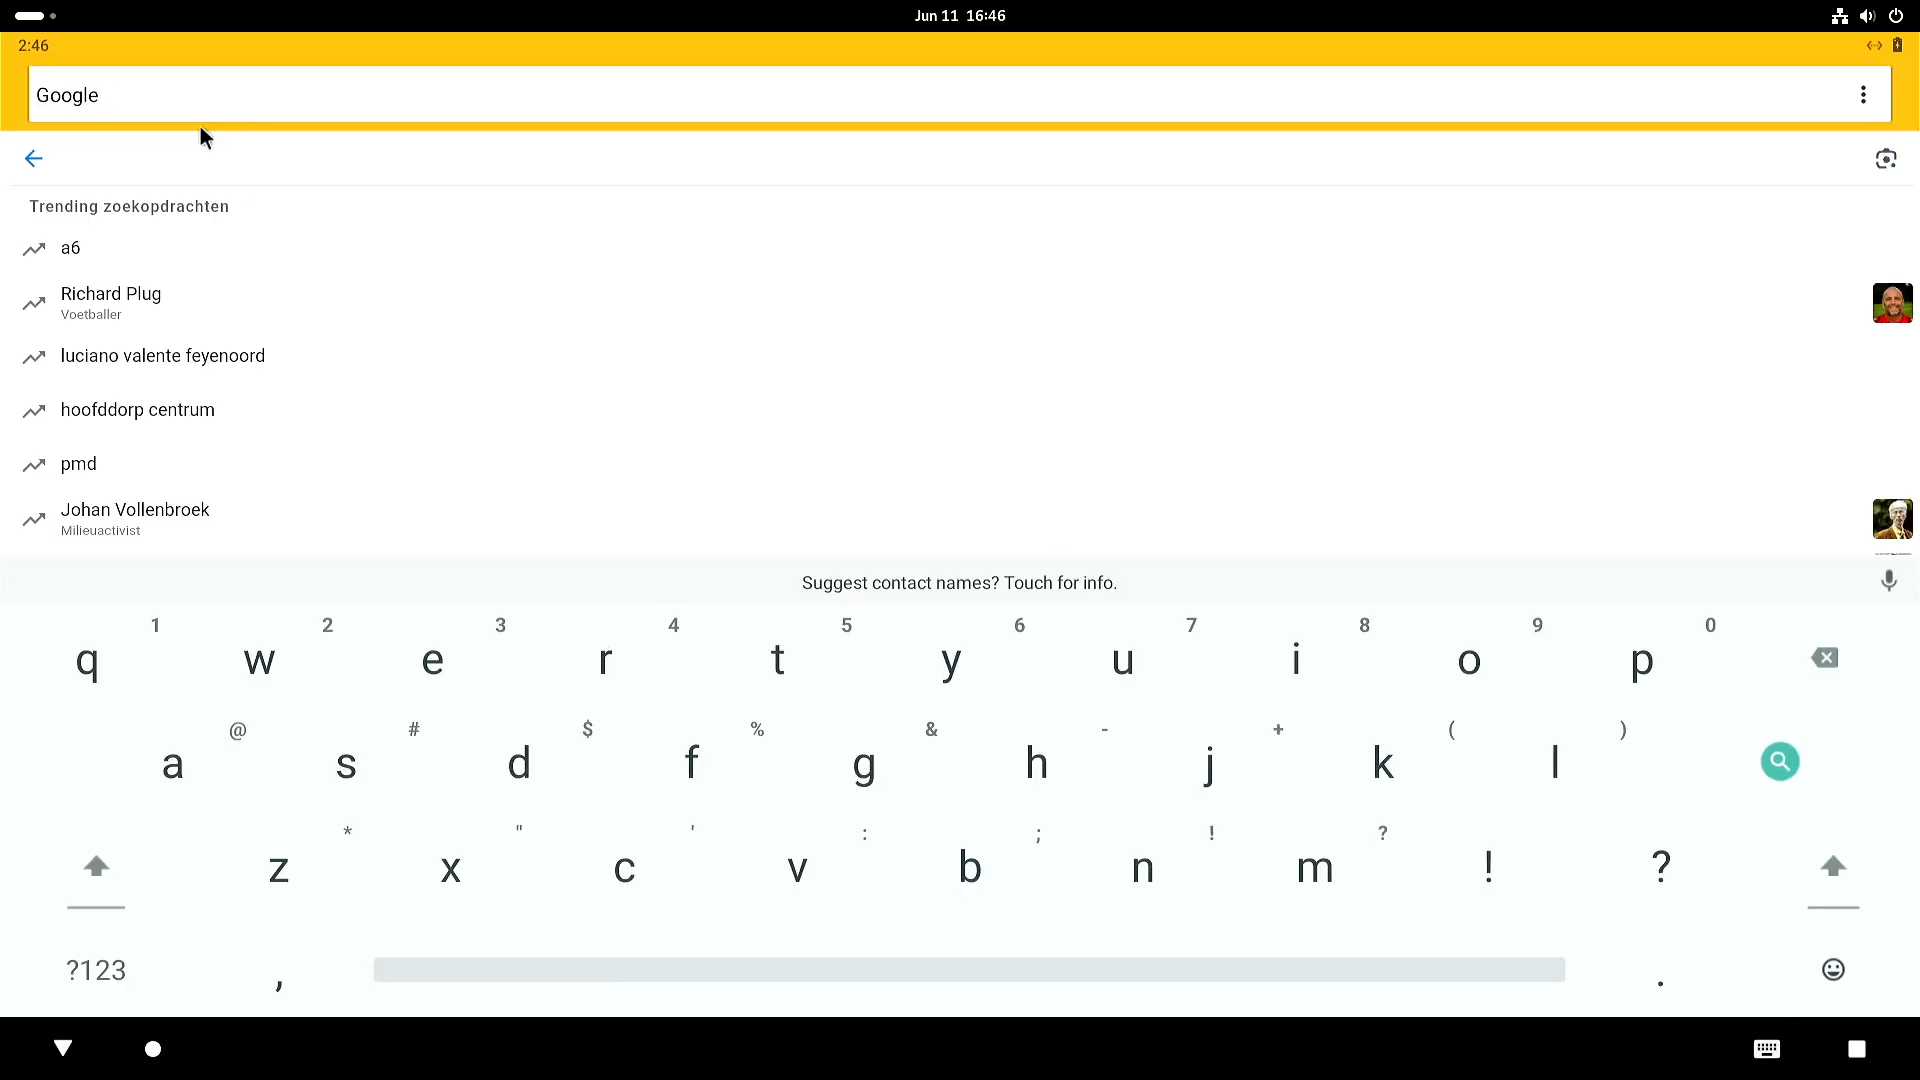 Jun 11 16:46
2:46
Google
Trending zoekopdrachten
a6
Richard Plug
Voetballer
luciano valente feyenoord
hoofddorp centrum
pmd
Johan Vollenbroek
Milieuactivist
Suggest contact names? Touch for info.
1 2 3 4 5 6 7 8 9 0
q w e r t y u i o p
@ # $ % & - + ( )
a s d f g h j k l
* " ' : ; ! ?
z x c v b n m ! ?
?123 , .